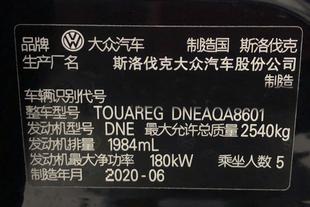 品牌 大众汽车 制造国 斯洛伐克
生产厂名 斯洛伐克大众汽车股份公司
制造
车辆识别代号
整车型号 TOUAREG DNEAQA8601
发动机型号 DNE 最大允许总质量 2540kg
发动机排量 1984mL
发动机最大净功率 180kW 乘坐人数 5
制造年月 2020-06